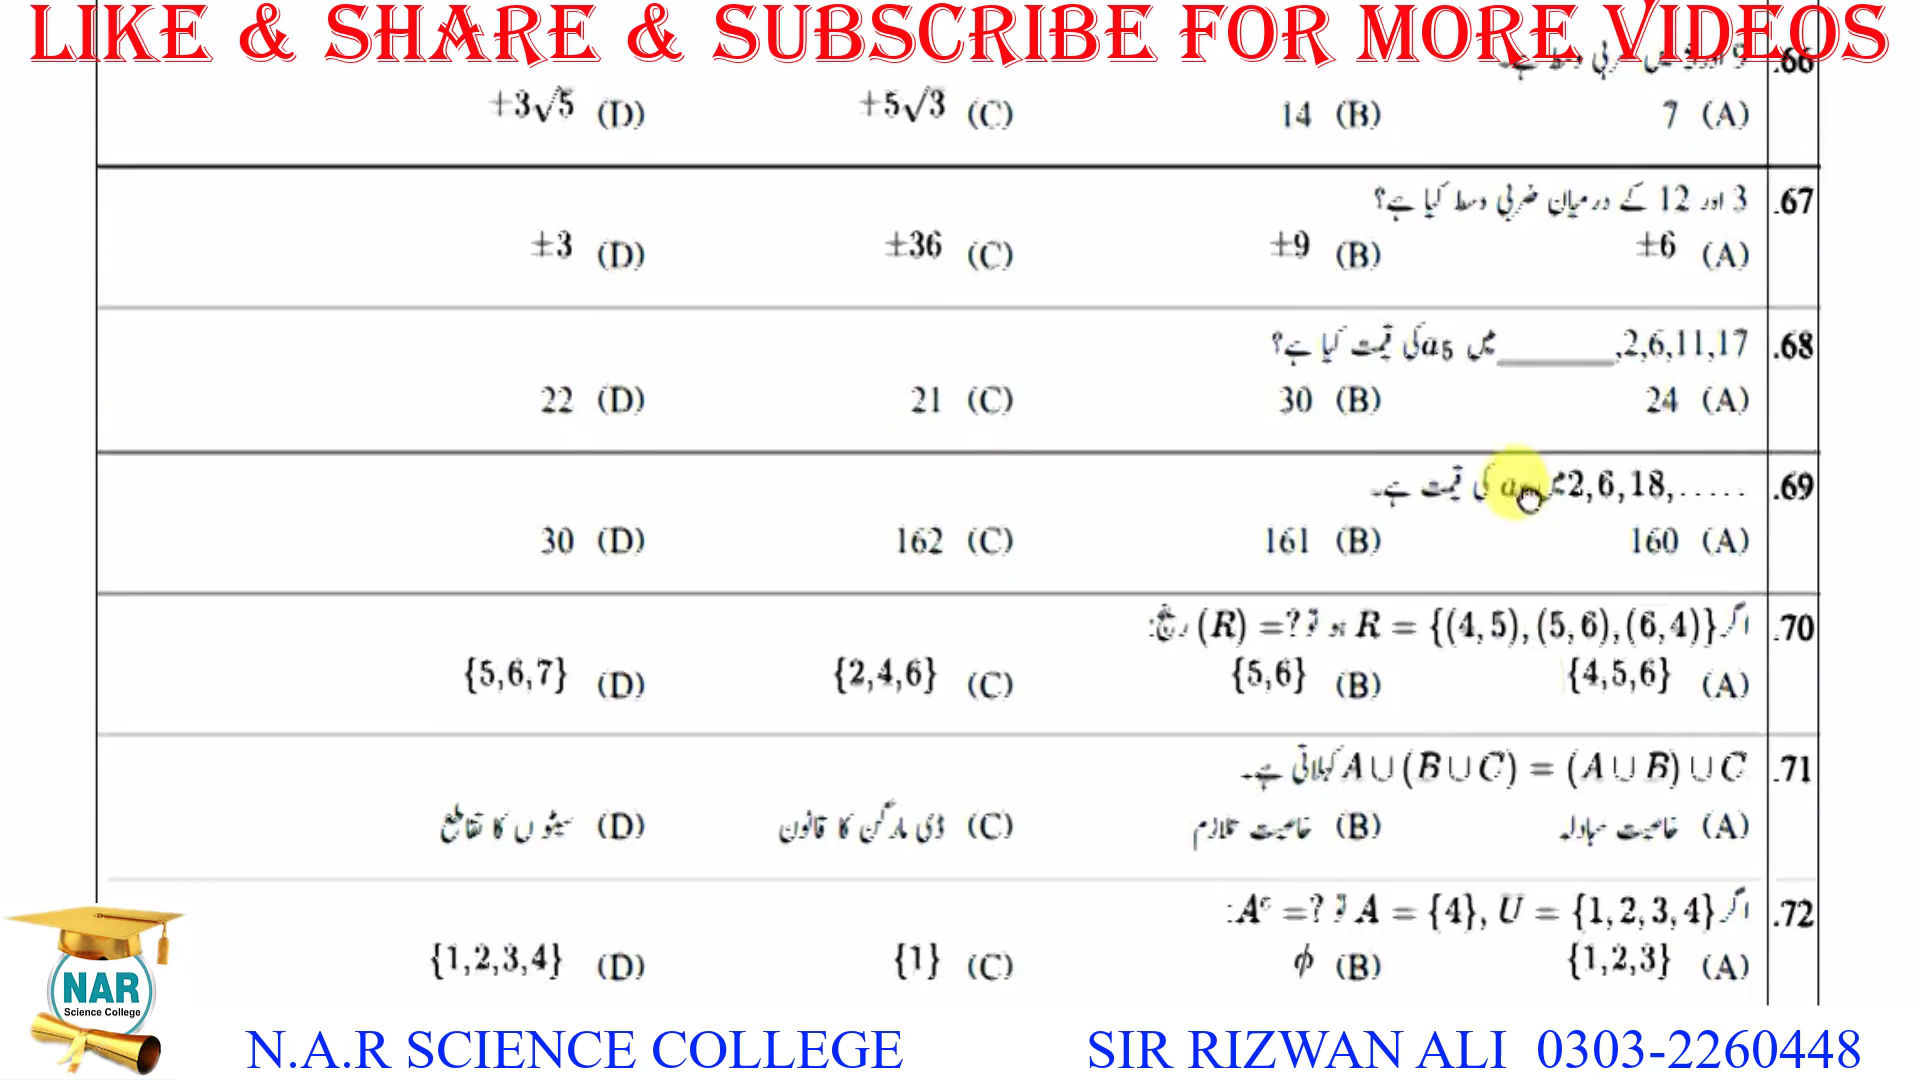 LIKE & SHARE & SUBSCRIBE FOR MORE VIDEOS
.66
(A) 7 (B) 14 (C) ±5√3 (D) ±3√5
.67 3 اور 12 کے درمیان ضربی وسط کیا ہے؟
(A) ±6 (B) ±9 (C) ±36 (D) ±3
.68 2,6,11,17,______ میں a₅ کی قیمت کیا ہے؟
(A) 24 (B) 30 (C) 21 (D) 22
.69 2,6,18,..... میں a کی قیمت ہے۔
(A) 160 (B) 161 (C) 162 (D) 30
.70 اگر R = {(4,5),(5,6),(6,4)} ہو تو ?= (R) رینج:
(A) {4,5,6} (B) {5,6} (C) {2,4,6} (D) {5,6,7}
.71 A∪(B∪C) = (A∪B)∪C کہلاتی ہے۔
(A) خاصیت مبادلہ (B) خاصیت تلازم (C) ڈی مارگن کا قانون (D) سیٹوں کا تقاطع
.72 اگر A = {4}, U = {1,2,3,4} تو Aᶜ =?:
(A) {1,2,3} (B) ϕ (C) {1} (D) {1,2,3,4}
NAR
Science College
N.A.R SCIENCE COLLEGE SIR RIZWAN ALI 0303-2260448